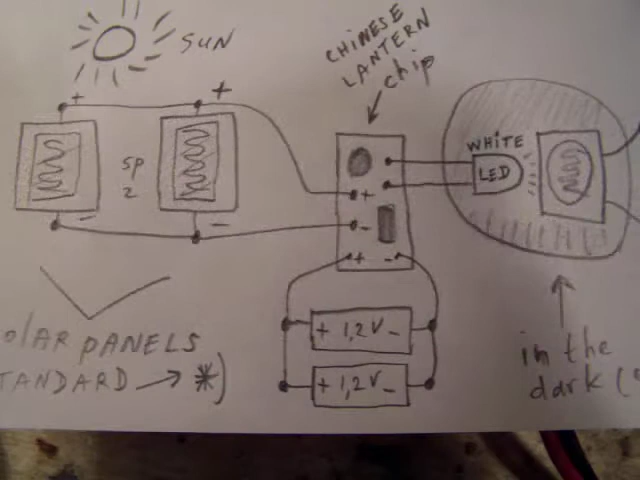 SUN
CHINESE
LANTERN
chip
+
+
SP
2
WHITE
LED
+
-
-
-
+ -
+ 1,2V -
+ 1,2V -
OLAR PANELS
TANDARD → *)
in the
dark (